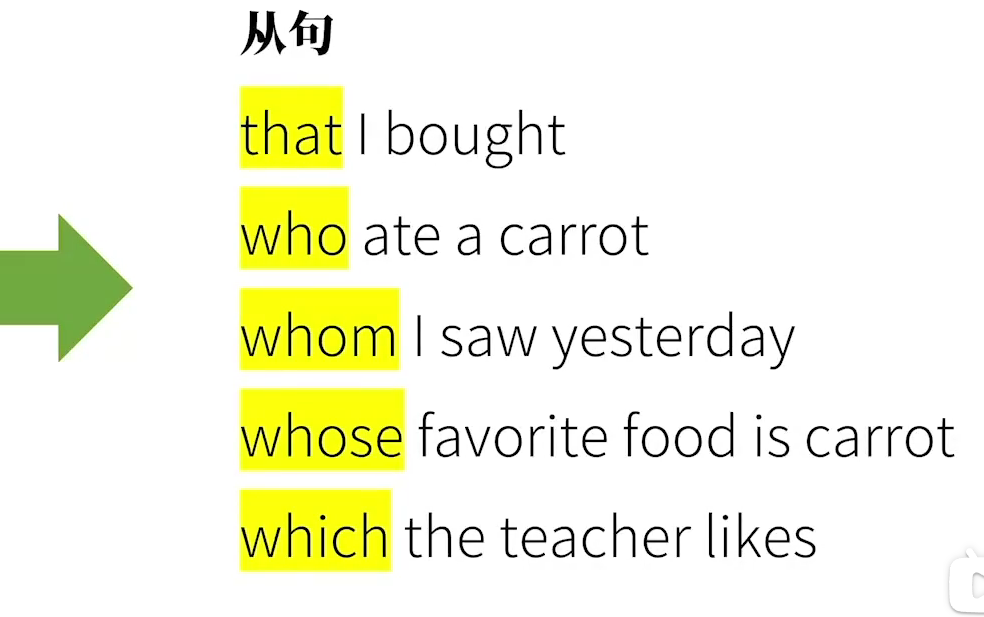 从句
that I bought
who ate a carrot
whom I saw yesterday
whose favorite food is carrot
which the teacher likes